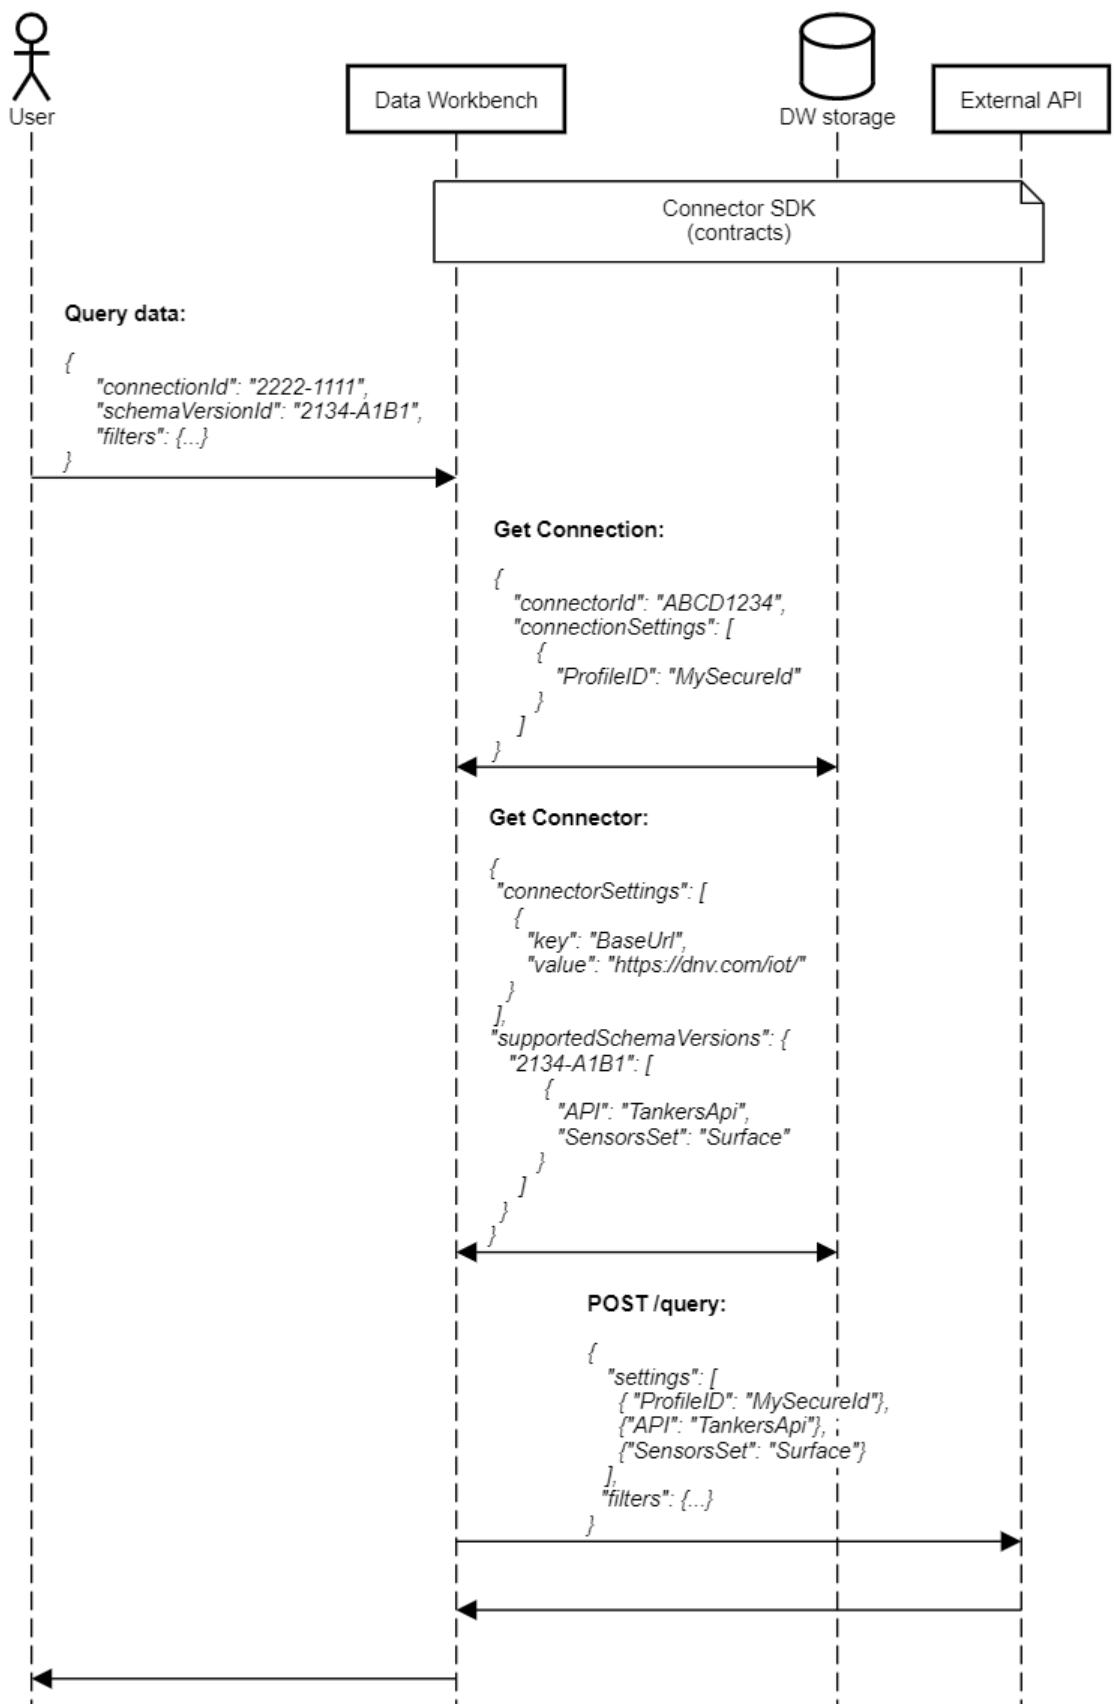 User
Data Workbench
DW storage
External API
Connector SDK
(contracts)
Query data:
{
"connectionId": "2222-1111",
"schemaVersionId": "2134-A1B1",
"filters": {...}
}
Get Connection:
{
"connectorId": "ABCD1234",
"connectionSettings": [
{
"ProfileID": "MySecureId"
}
]
}
Get Connector:
{
"connectorSettings": [
{
"key": "BaseUrl",
"value": "https://dnv.com/iot/"
}
],
"supportedSchemaVersions": {
"2134-A1B1": [
{
"API": "TankersApi",
"SensorsSet": "Surface"
}
]
}
}
POST /query:
{
"settings": [
{ "ProfileID": "MySecureId"},
{"API": "TankersApi"},
{"SensorsSet": "Surface"}
],
"filters": {...}
}